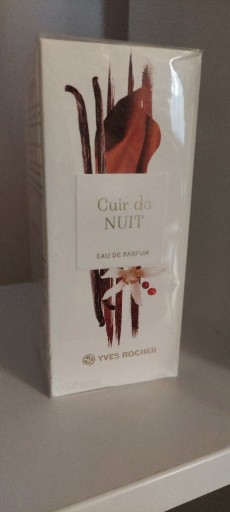 Cuir de
NUIT
EAU DE PARFUM
YVES ROCHER